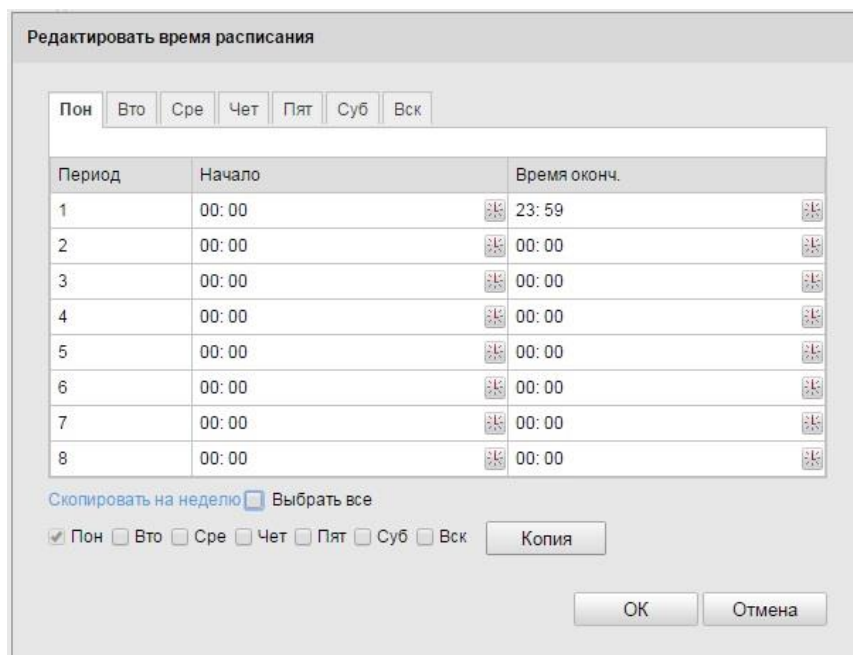 Редактировать время расписания
Пон Вто Сре Чет Пят Суб Вск
Период Начало Время оконч.
1 00: 00 23: 59
2 00: 00 00: 00
3 00: 00 00: 00
4 00: 00 00: 00
5 00: 00 00: 00
6 00: 00 00: 00
7 00: 00 00: 00
8 00: 00 00: 00
Скопировать на неделю Выбрать все
Пон Вто Сре Чет Пят Суб Вск Копия
ОК Отмена